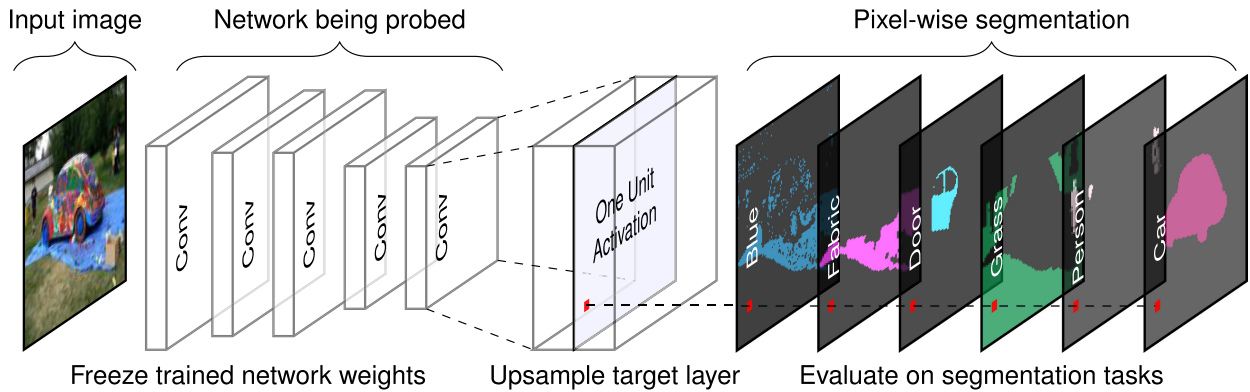 Input image
Network being probed
Pixel-wise segmentation
Conv
Conv
Conv
Conv
Conv
One Unit
Activation
Blue
Fabric
Door
Grass
Person
Car
Freeze trained network weights
Upsample target layer
Evaluate on segmentation tasks